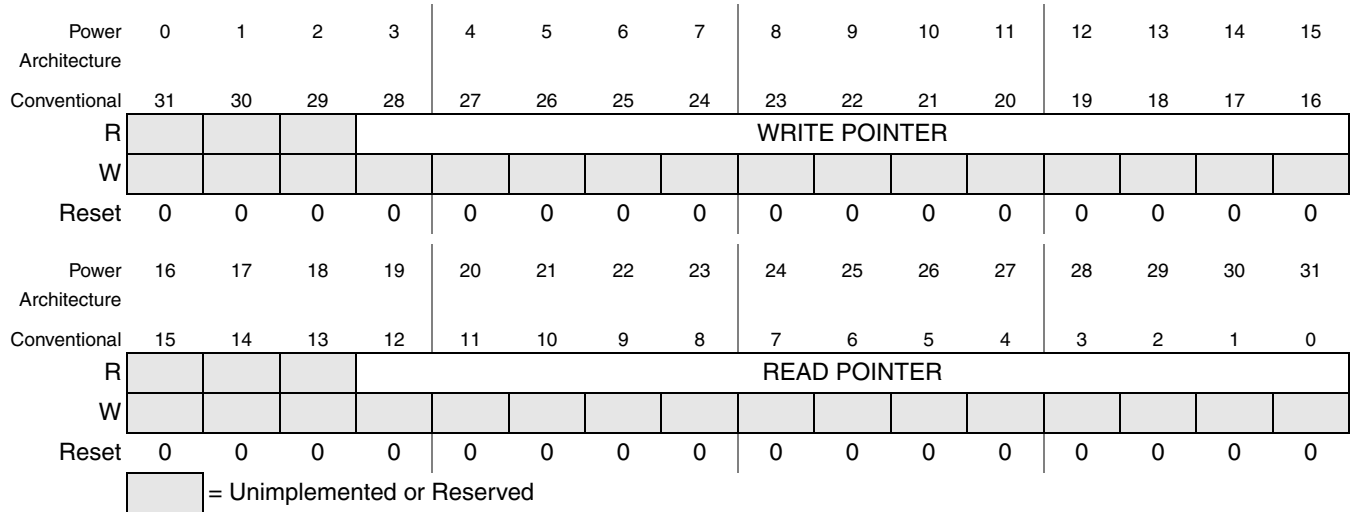 Power 0 1 2 3 4 5 6 7 8 9 10 11 12 13 14 15
Architecture
Conventional 31 30 29 28 27 26 25 24 23 22 21 20 19 18 17 16
R WRITE POINTER
W
Reset 0 0 0 0 0 0 0 0 0 0 0 0 0 0 0 0
Power 16 17 18 19 20 21 22 23 24 25 26 27 28 29 30 31
Architecture
Conventional 15 14 13 12 11 10 9 8 7 6 5 4 3 2 1 0
R READ POINTER
W
Reset 0 0 0 0 0 0 0 0 0 0 0 0 0 0 0 0
= Unimplemented or Reserved